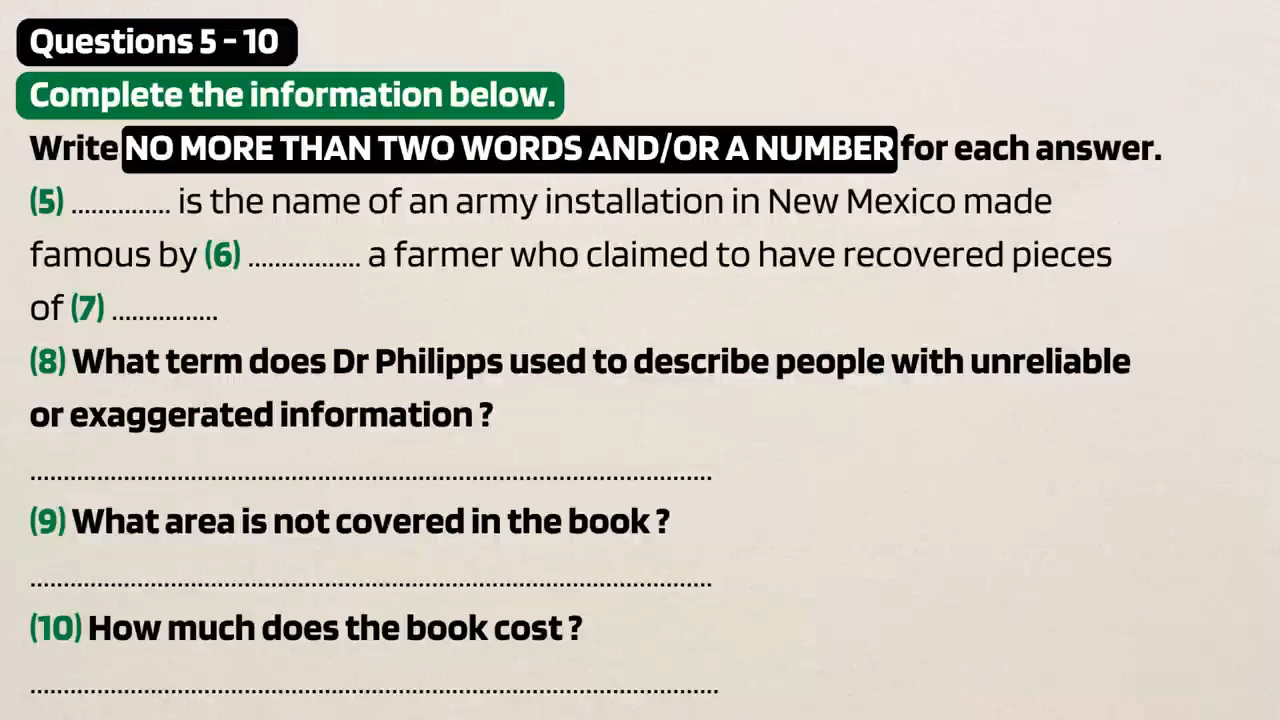 Questions 5 - 10
Complete the information below.
Write NO MORE THAN TWO WORDS AND/OR A NUMBER for each answer.
(5) ............... is the name of an army installation in New Mexico made
famous by (6) ................. a farmer who claimed to have recovered pieces
of (7) ................
(8) What term does Dr Philipps used to describe people with unreliable
or exaggerated information ?
.......................................................................................................
(9) What area is not covered in the book ?
.......................................................................................................
(10) How much does the book cost ?
........................................................................................................